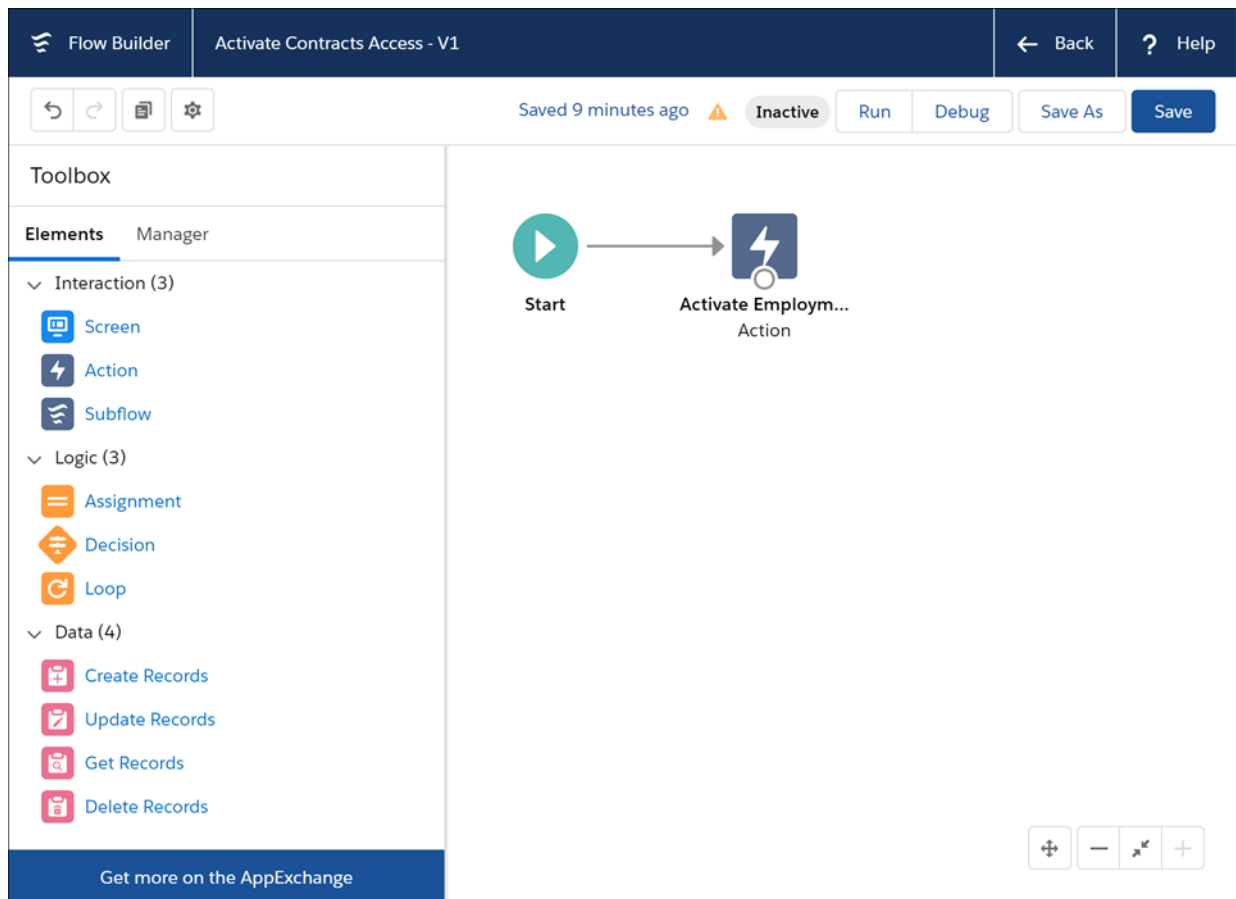 Flow Builder
Activate Contracts Access - V1
Back
? Help
Saved 9 minutes ago
Inactive
Run
Debug
Save As
Save
Toolbox
Elements
Manager
Interaction (3)
Screen
Action
Subflow
Logic (3)
Assignment
Decision
Loop
Data (4)
Create Records
Update Records
Get Records
Delete Records
Get more on the AppExchange
Start
Activate Employm...
Action